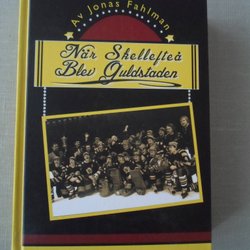 Av Jonas Fahlman
När Skellefteå
Blev Guldstaden